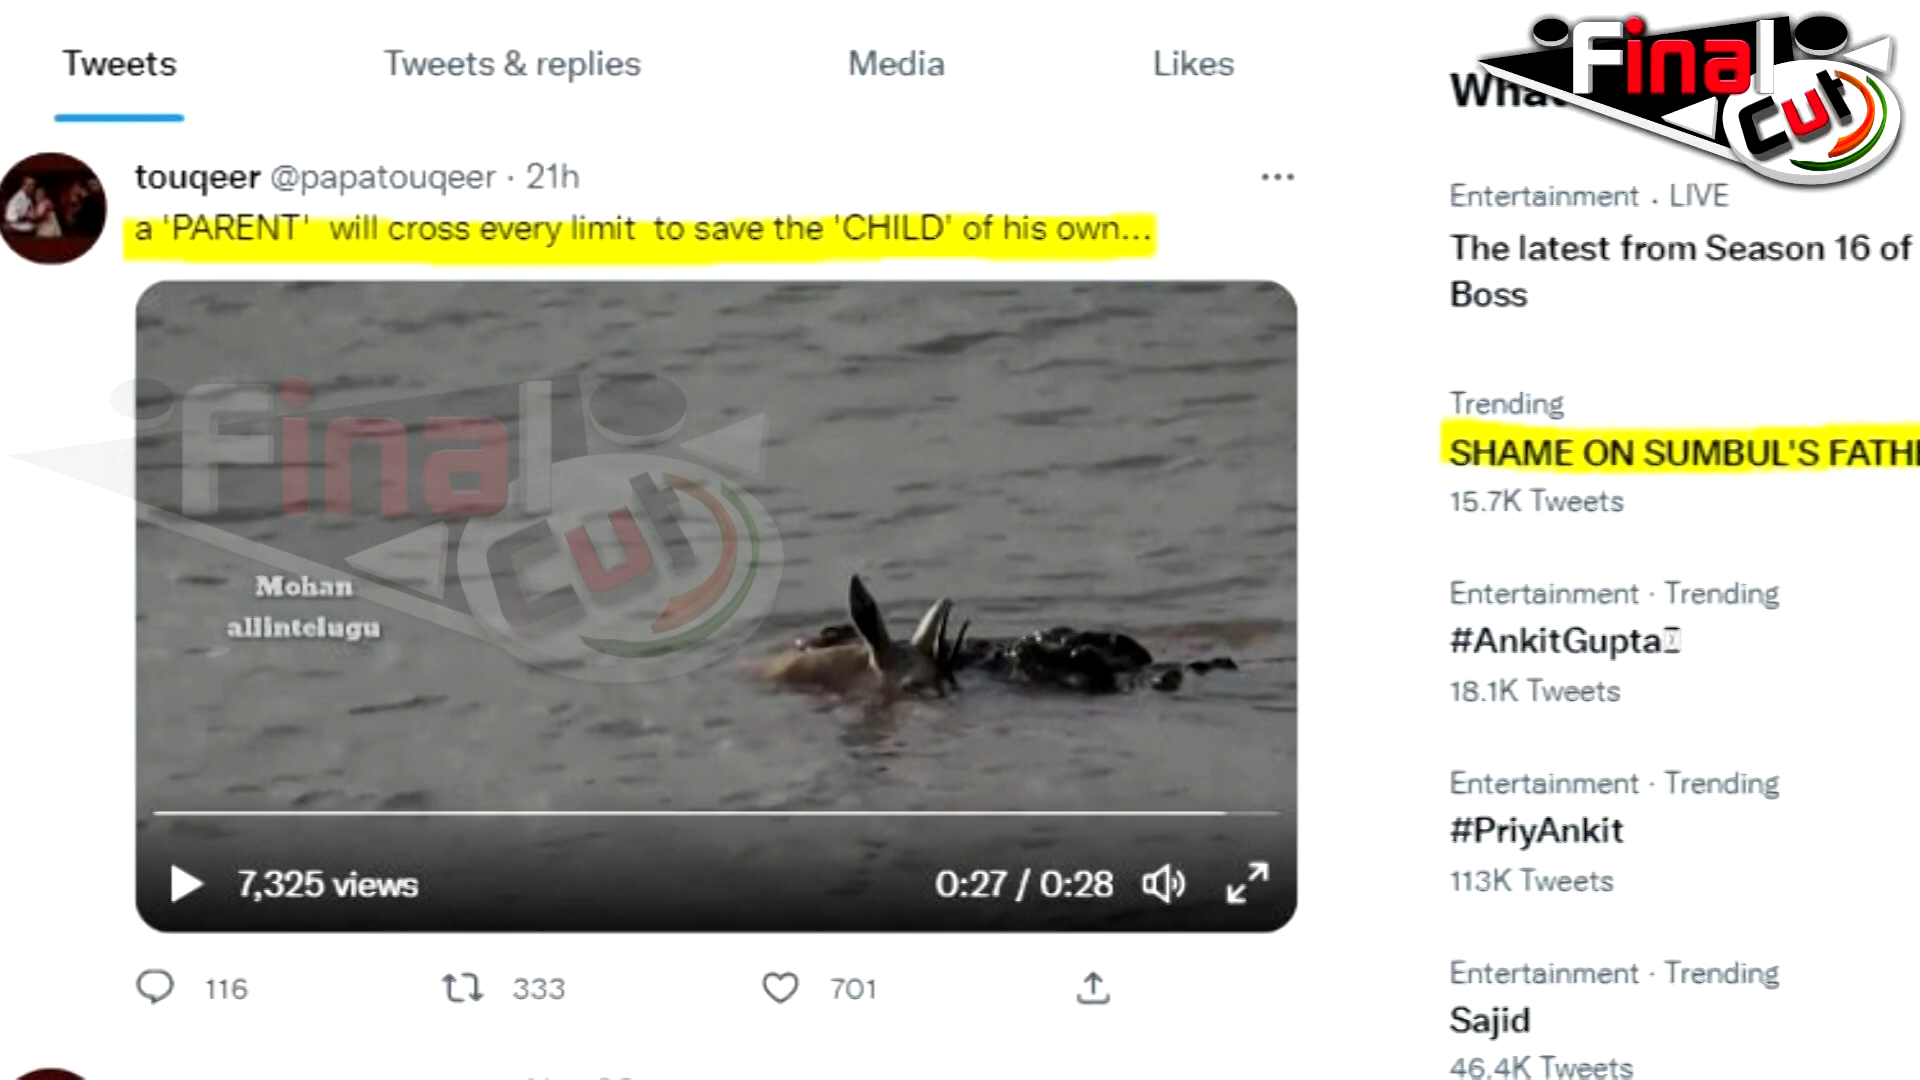 Tweets
Tweets & replies
Media
Likes
Final
Cut
touqeer @papatouqeer · 21h
a 'PARENT' will cross every limit to save the 'CHILD' of his own...
Final
Cut
Mohan
allintelugu
7,325 views
0:27 / 0:28
116
333
701
Entertainment · LIVE
The latest from Season 16 of
Boss
Trending
SHAME ON SUMBUL'S
15.7K Tweets
Entertainment · Trending
#AnkitGupta
18.1K Tweets
Entertainment · Trending
#PriyAnkit
113K Tweets
Entertainment · Trending
Sajid
46.4K Tweets